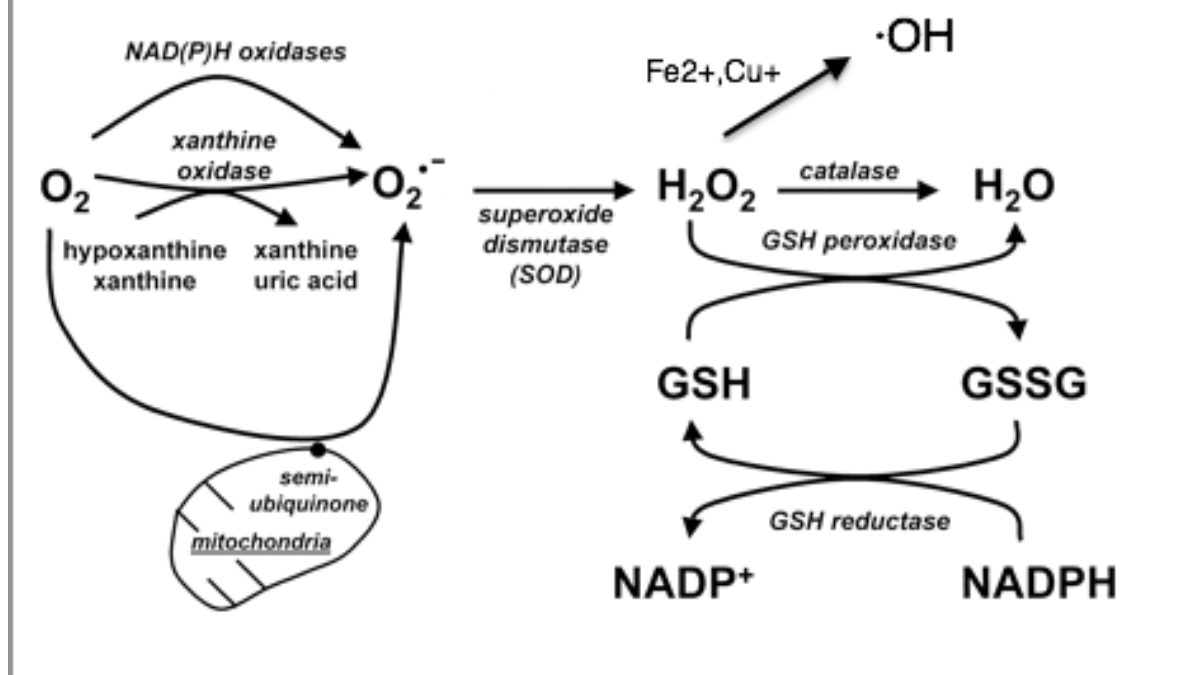 NAD(P)H oxidases
·OH
Fe2+,Cu+
xanthine
oxidase
O₂
O₂·⁻
H₂O₂
catalase
H₂O
superoxide
dismutase
(SOD)
GSH peroxidase
hypoxanthine
xanthine
xanthine
uric acid
GSH
GSSG
semi-
ubiquinone
mitochondria
GSH reductase
NADP⁺
NADPH